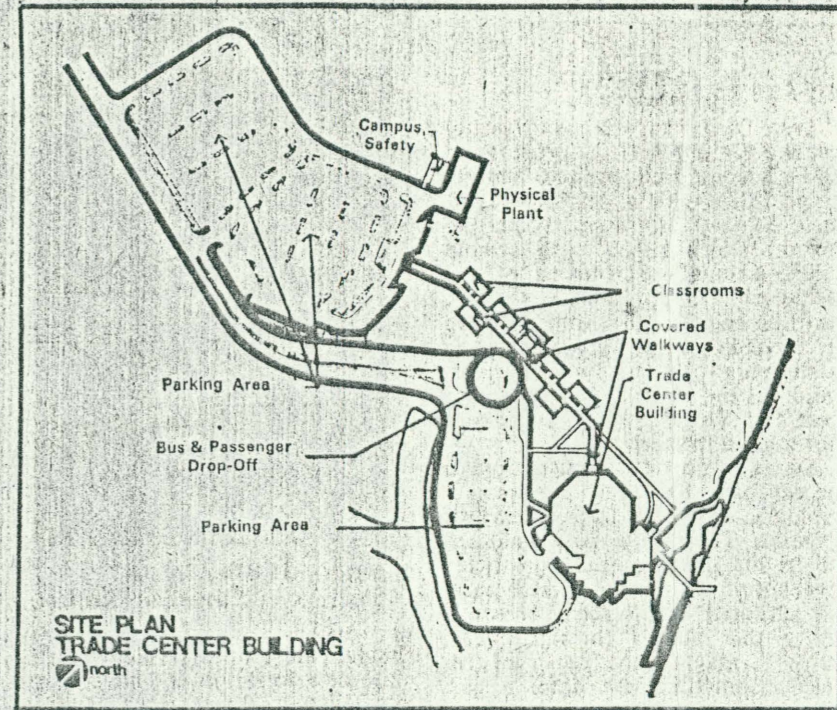 Campus
Safety
Physical
Plant
Classrooms
Covered
Walkways
Trade
Center
Building
Parking Area
Bus & Passenger
Drop-Off
Parking Area
SITE PLAN
TRADE CENTER BUILDING
north